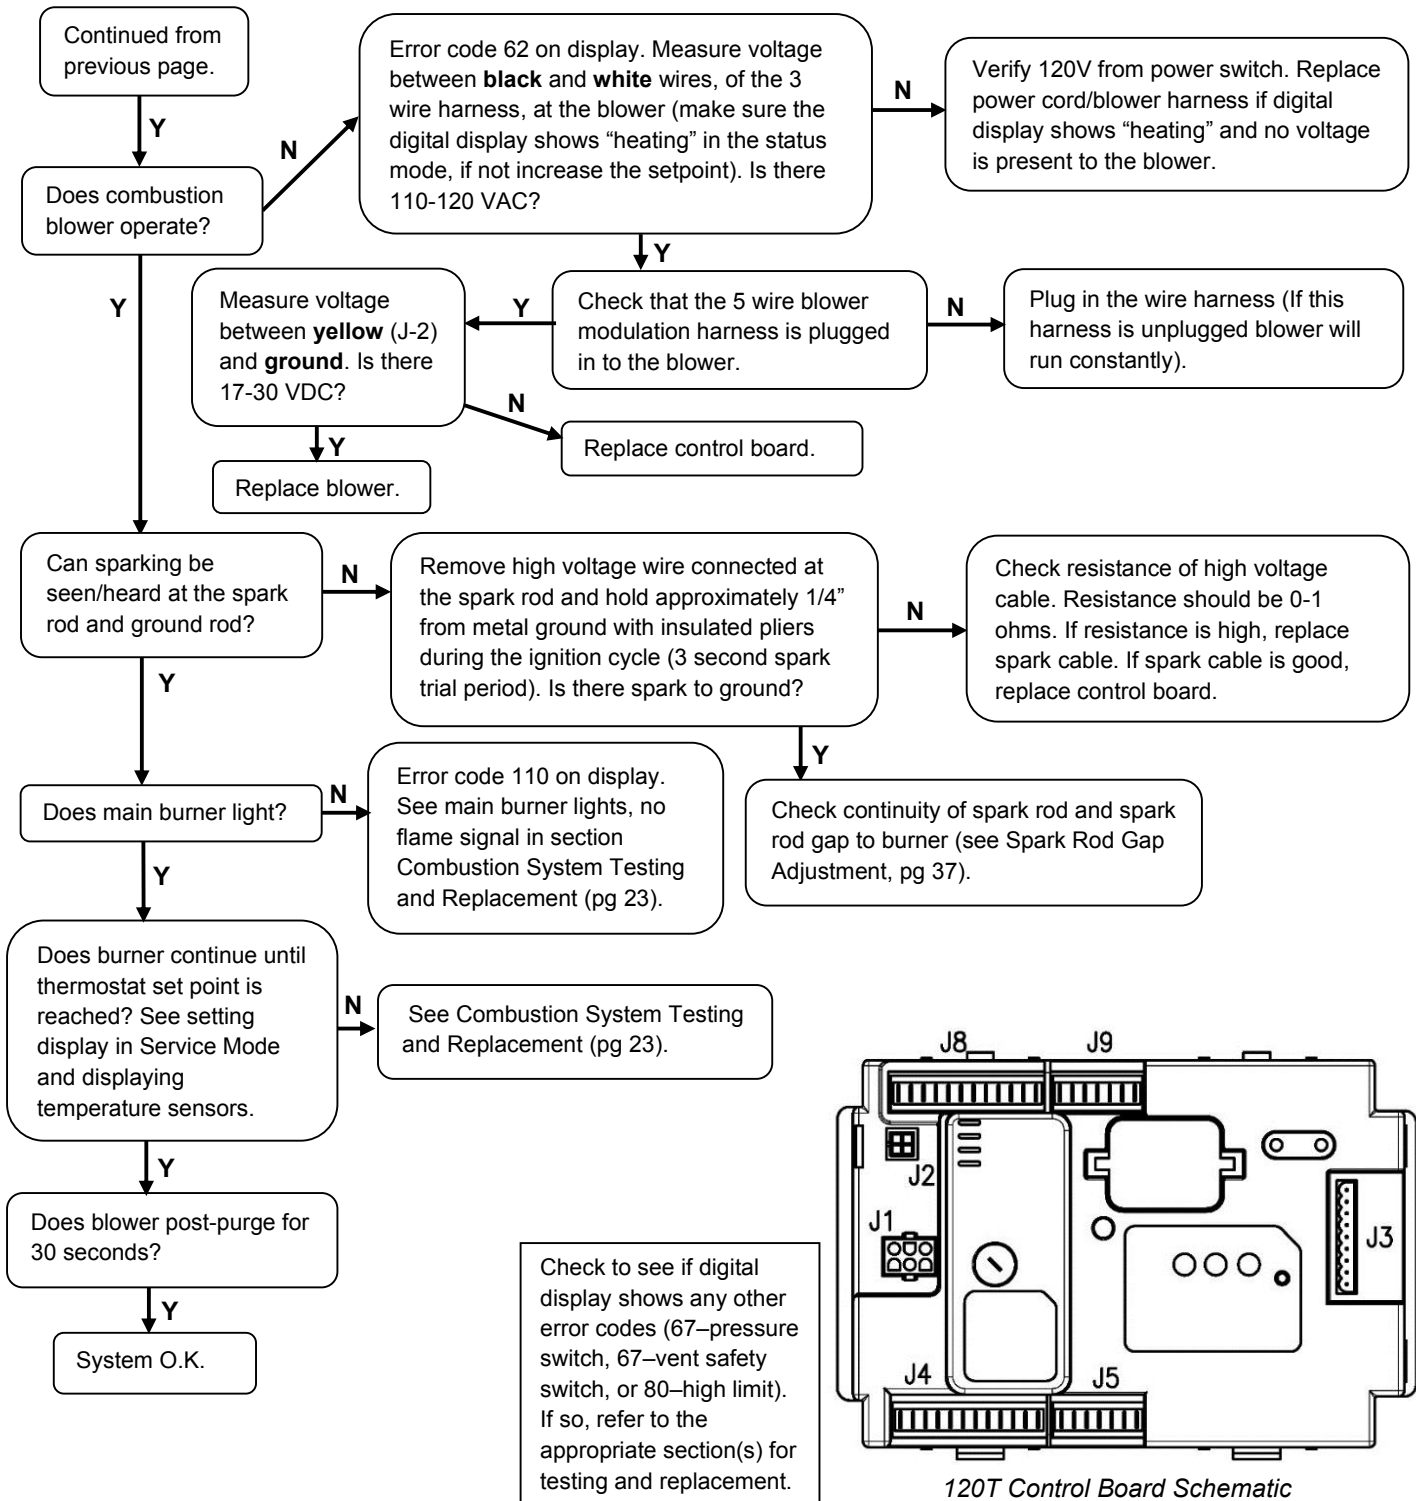 Continued from
previous page.
Y
Does combustion
blower operate?
N
Error code 62 on display. Measure voltage
between black and white wires, of the 3
wire harness, at the blower (make sure the
digital display shows “heating” in the status
mode, if not increase the setpoint). Is there
110-120 VAC?
N
Verify 120V from power switch. Replace
power cord/blower harness if digital
display shows “heating” and no voltage
is present to the blower.
Y
Check that the 5 wire blower
modulation harness is plugged
in to the blower.
N
Plug in the wire harness (If this
harness is unplugged blower will
run constantly).
Y
Measure voltage
between yellow (J-2)
and ground. Is there
17-30 VDC?
N
Replace control board.
Y
Replace blower.
Y
Can sparking be
seen/heard at the spark
rod and ground rod?
N
Remove high voltage wire connected at
the spark rod and hold approximately 1/4”
from metal ground with insulated pliers
during the ignition cycle (3 second spark
trial period). Is there spark to ground?
N
Check resistance of high voltage
cable. Resistance should be 0-1
ohms. If resistance is high, replace
spark cable. If spark cable is good,
replace control board.
Y
Check continuity of spark rod and spark
rod gap to burner (see Spark Rod Gap
Adjustment, pg 37).
Y
Does main burner light?
N
Error code 110 on display.
See main burner lights, no
flame signal in section
Combustion System Testing
and Replacement (pg 23).
Y
Does burner continue until
thermostat set point is
reached? See setting
display in Service Mode
and displaying
temperature sensors.
N
See Combustion System Testing
and Replacement (pg 23).
Y
Does blower post-purge for
30 seconds?
Y
System O.K.
Check to see if digital
display shows any other
error codes (67–pressure
switch, 67–vent safety
switch, or 80–high limit).
If so, refer to the
appropriate section(s) for
testing and replacement.
J8
J9
J2
J1
J3
J4
J5
120T Control Board Schematic